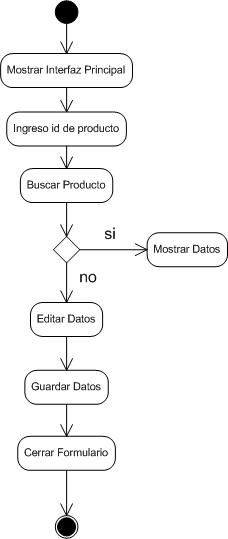 Mostrar Interfaz Principal
Ingreso id de producto
Buscar Producto
si
Mostrar Datos
no
Editar Datos
Guardar Datos
Cerrar Formulario